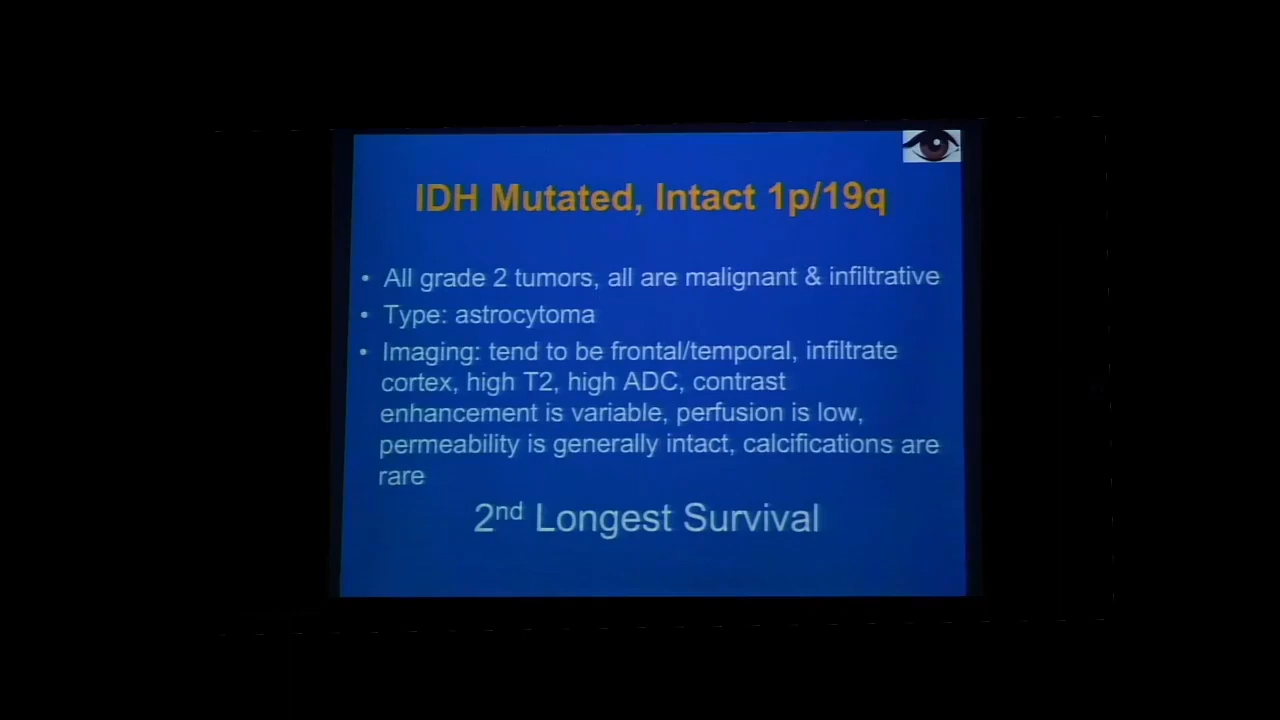 IDH Mutated, Intact 1p/19q
• All grade 2 tumors, all are malignant & infiltrative
• Type: astrocytoma
• Imaging: tend to be frontal/temporal, infiltrate
cortex, high T2, high ADC, contrast
enhancement is variable, perfusion is low,
permeability is generally intact, calcifications are
rare
2nd Longest Survival